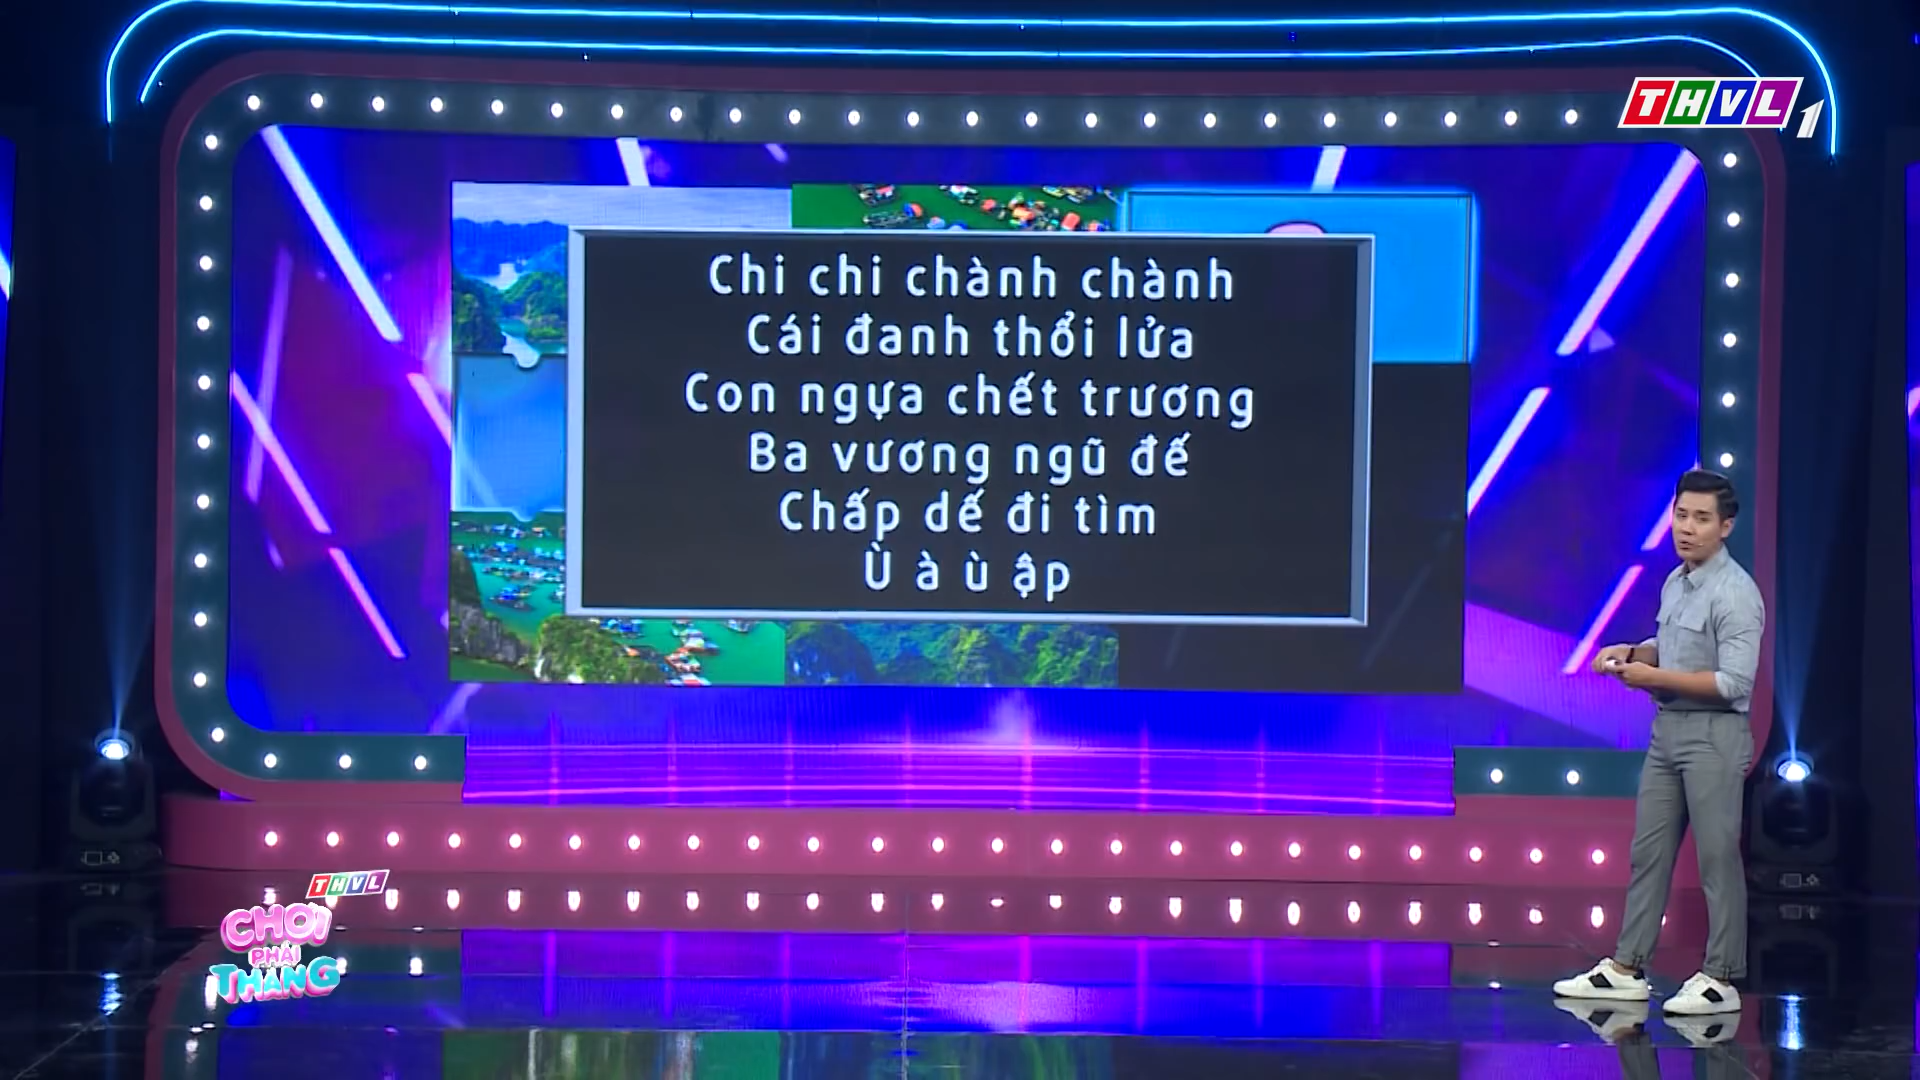 THVL1
Chi chi chành chành
Cái đanh thổi lửa
Con ngựa chết trương
Ba vương ngũ đế
Chấp dế đi tìm
Ù à ù ập
THVL
CHƠI
PHẢI
THẮNG